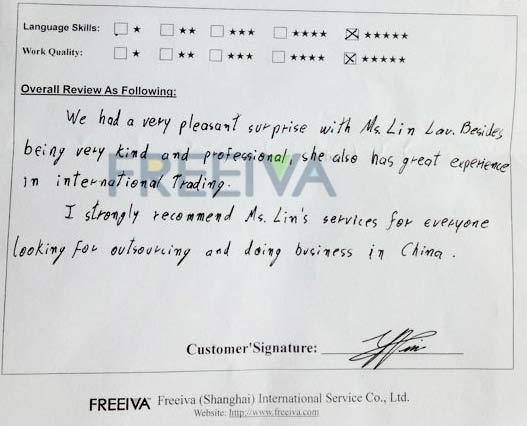 Language Skills: ☐ ★ ☐ ★★ ☐ ★★★ ☐ ★★★★ ☒ ★★★★★
Work Quality: ☐ ★ ☐ ★★ ☐ ★★★ ☐ ★★★★ ☒ ★★★★★
Overall Review As Following:
We had a very pleasant surprise with Ms. Lin Lav. Besides
being very kind and professional, she also has great experience
FREEIVA
in international Trading.
I strongly recommend Ms. Lin's services for everyone
looking for outsourcing and doing business in China.
Customer'Signature:
FREEIVA Freeiva (Shanghai) International Service Co., Ltd.
Website: http://www.freeiva.com